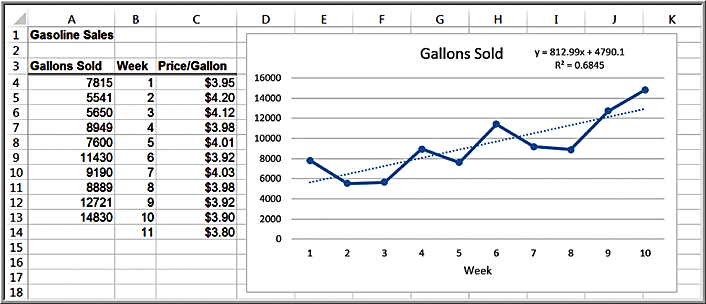 A B C D E F G H I J K
1 Gasoline Sales
2
3 Gallons Sold Week Price/Gallon
4 7815 1 $3.95
5 5541 2 $4.20
6 5650 3 $4.12
7 8949 4 $3.98
8 7600 5 $4.01
9 11430 6 $3.92
10 9190 7 $4.03
11 8889 8 $3.98
12 12721 9 $3.92
13 14830 10 $3.90
14 11 $3.80
15
16
17
18
Gallons Sold
y = 812.99x + 4790.1
R² = 0.6845
16000
14000
12000
10000
8000
6000
4000
2000
0
1 2 3 4 5 6 7 8 9 10
Week